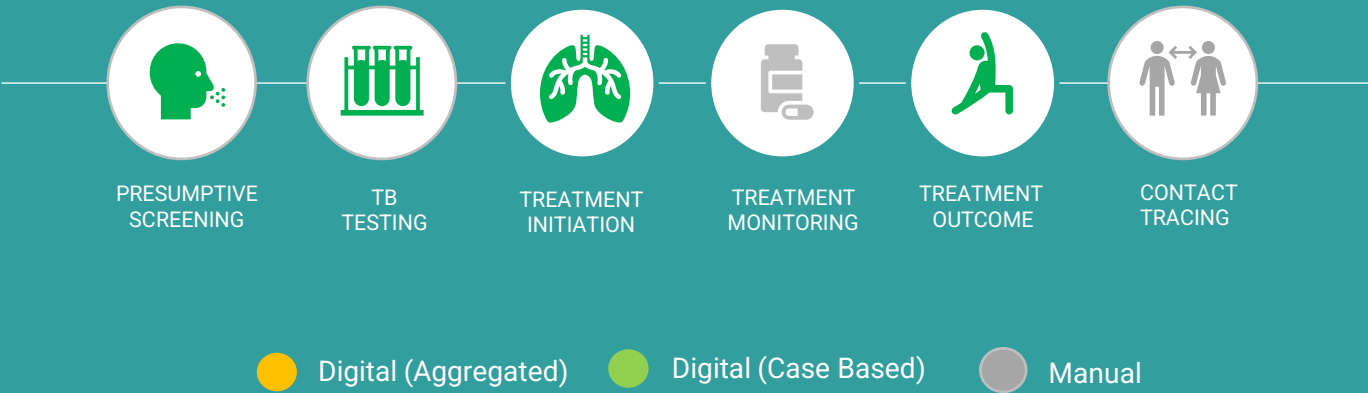 PRESUMPTIVE
SCREENING
TB
TESTING
TREATMENT
INITIATION
TREATMENT
MONITORING
TREATMENT
OUTCOME
CONTACT
TRACING
Digital (Aggregated)
Digital (Case Based)
Manual